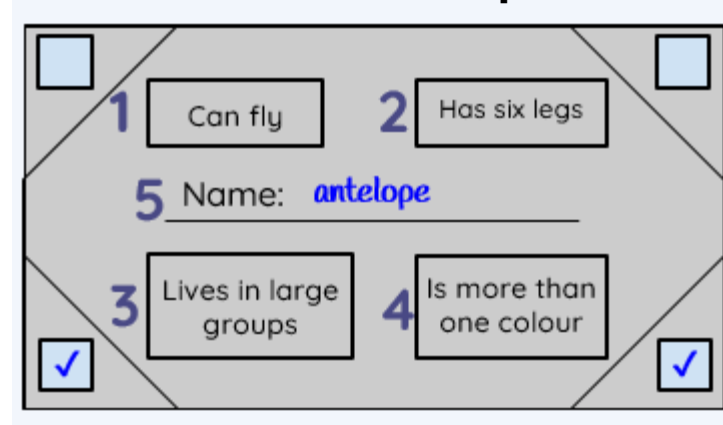 1 Can fly
2 Has six legs
5 Name: antelope
3 Lives in large
groups
4 Is more than
one colour